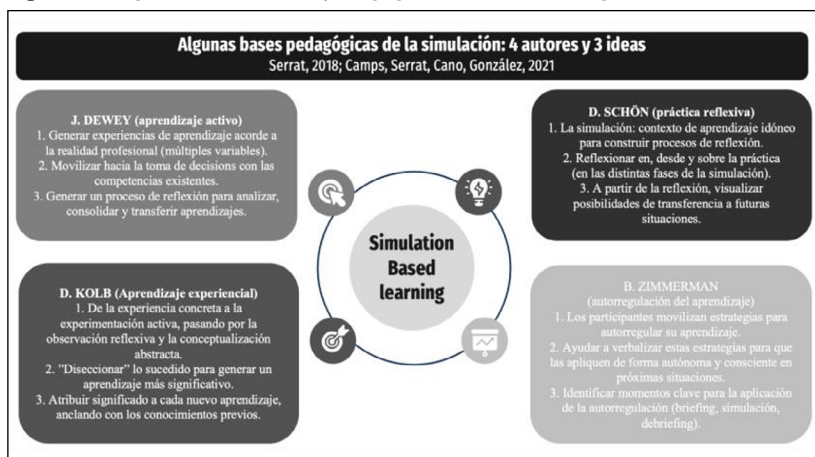 Algunas bases pedagógicas de la simulación: 4 autores y 3 ideas
Serrat, 2018; Camps, Serrat, Cano, González, 2021
J. DEWEY (aprendizaje activo)
1. Generar experiencias de aprendizaje acorde a
la realidad profesional (múltiples variables).
2. Movilizar hacia la toma de decisions con las
competencias existentes.
3. Generar un proceso de reflexión para analizar,
consolidar y transferir aprendizajes.
D. SCHÖN (práctica reflexiva)
1. La simulación: contexto de aprendizaje idóneo
para construir procesos de reflexión.
2. Reflexionar en, desde y sobre la práctica
(en las distintas fases de la simulación).
3. A partir de la reflexión, visualizar
posibilidades de transferencia a futuras
situaciones.
Simulation
Based
learning
D. KOLB (Aprendizaje experiencial)
1. De la experiencia concreta a la
experimentación activa, pasando por la
observación reflexiva y la conceptualización
abstracta.
2. "Diseccionar" lo sucedido para generar un
aprendizaje más significativo.
3. Atribuir significado a cada nuevo aprendizaje,
anclando con los conocimientos previos.
B. ZIMMERMAN
(autorregulación del aprendizaje)
1. Los participantes movilizan estrategias para
autorregular su aprendizaje.
2. Ayudar a verbalizar estas estrategias para que
las apliquen de forma autónoma y consciente en
próximas situaciones.
3. Identificar momentos clave para la aplicación
de la autorregulación (briefing, simulación,
debriefing).